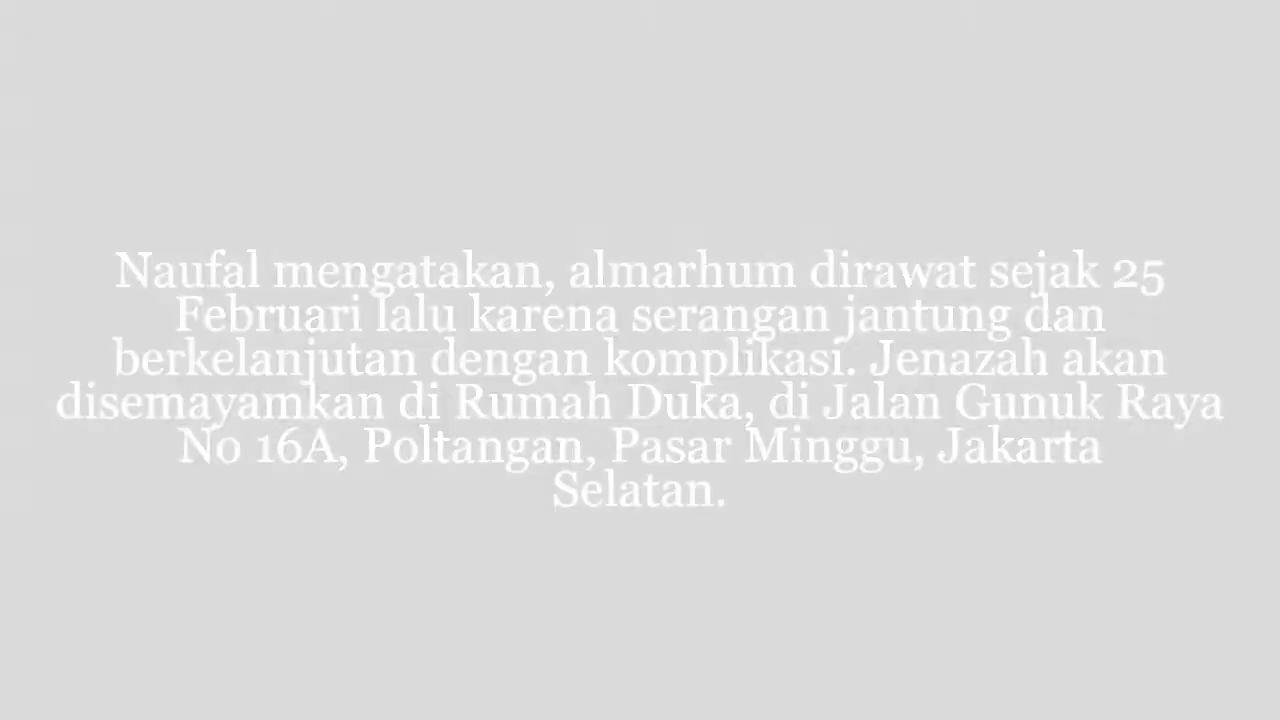 Naufal mengatakan, almarhum dirawat sejak 25
Februari lalu karena serangan jantung dan
berkelanjutan dengan komplikasi. Jenazah akan
disemayamkan di Rumah Duka, di Jalan Gunuk Raya
No 16A, Poltangan, Pasar Minggu, Jakarta
Selatan.